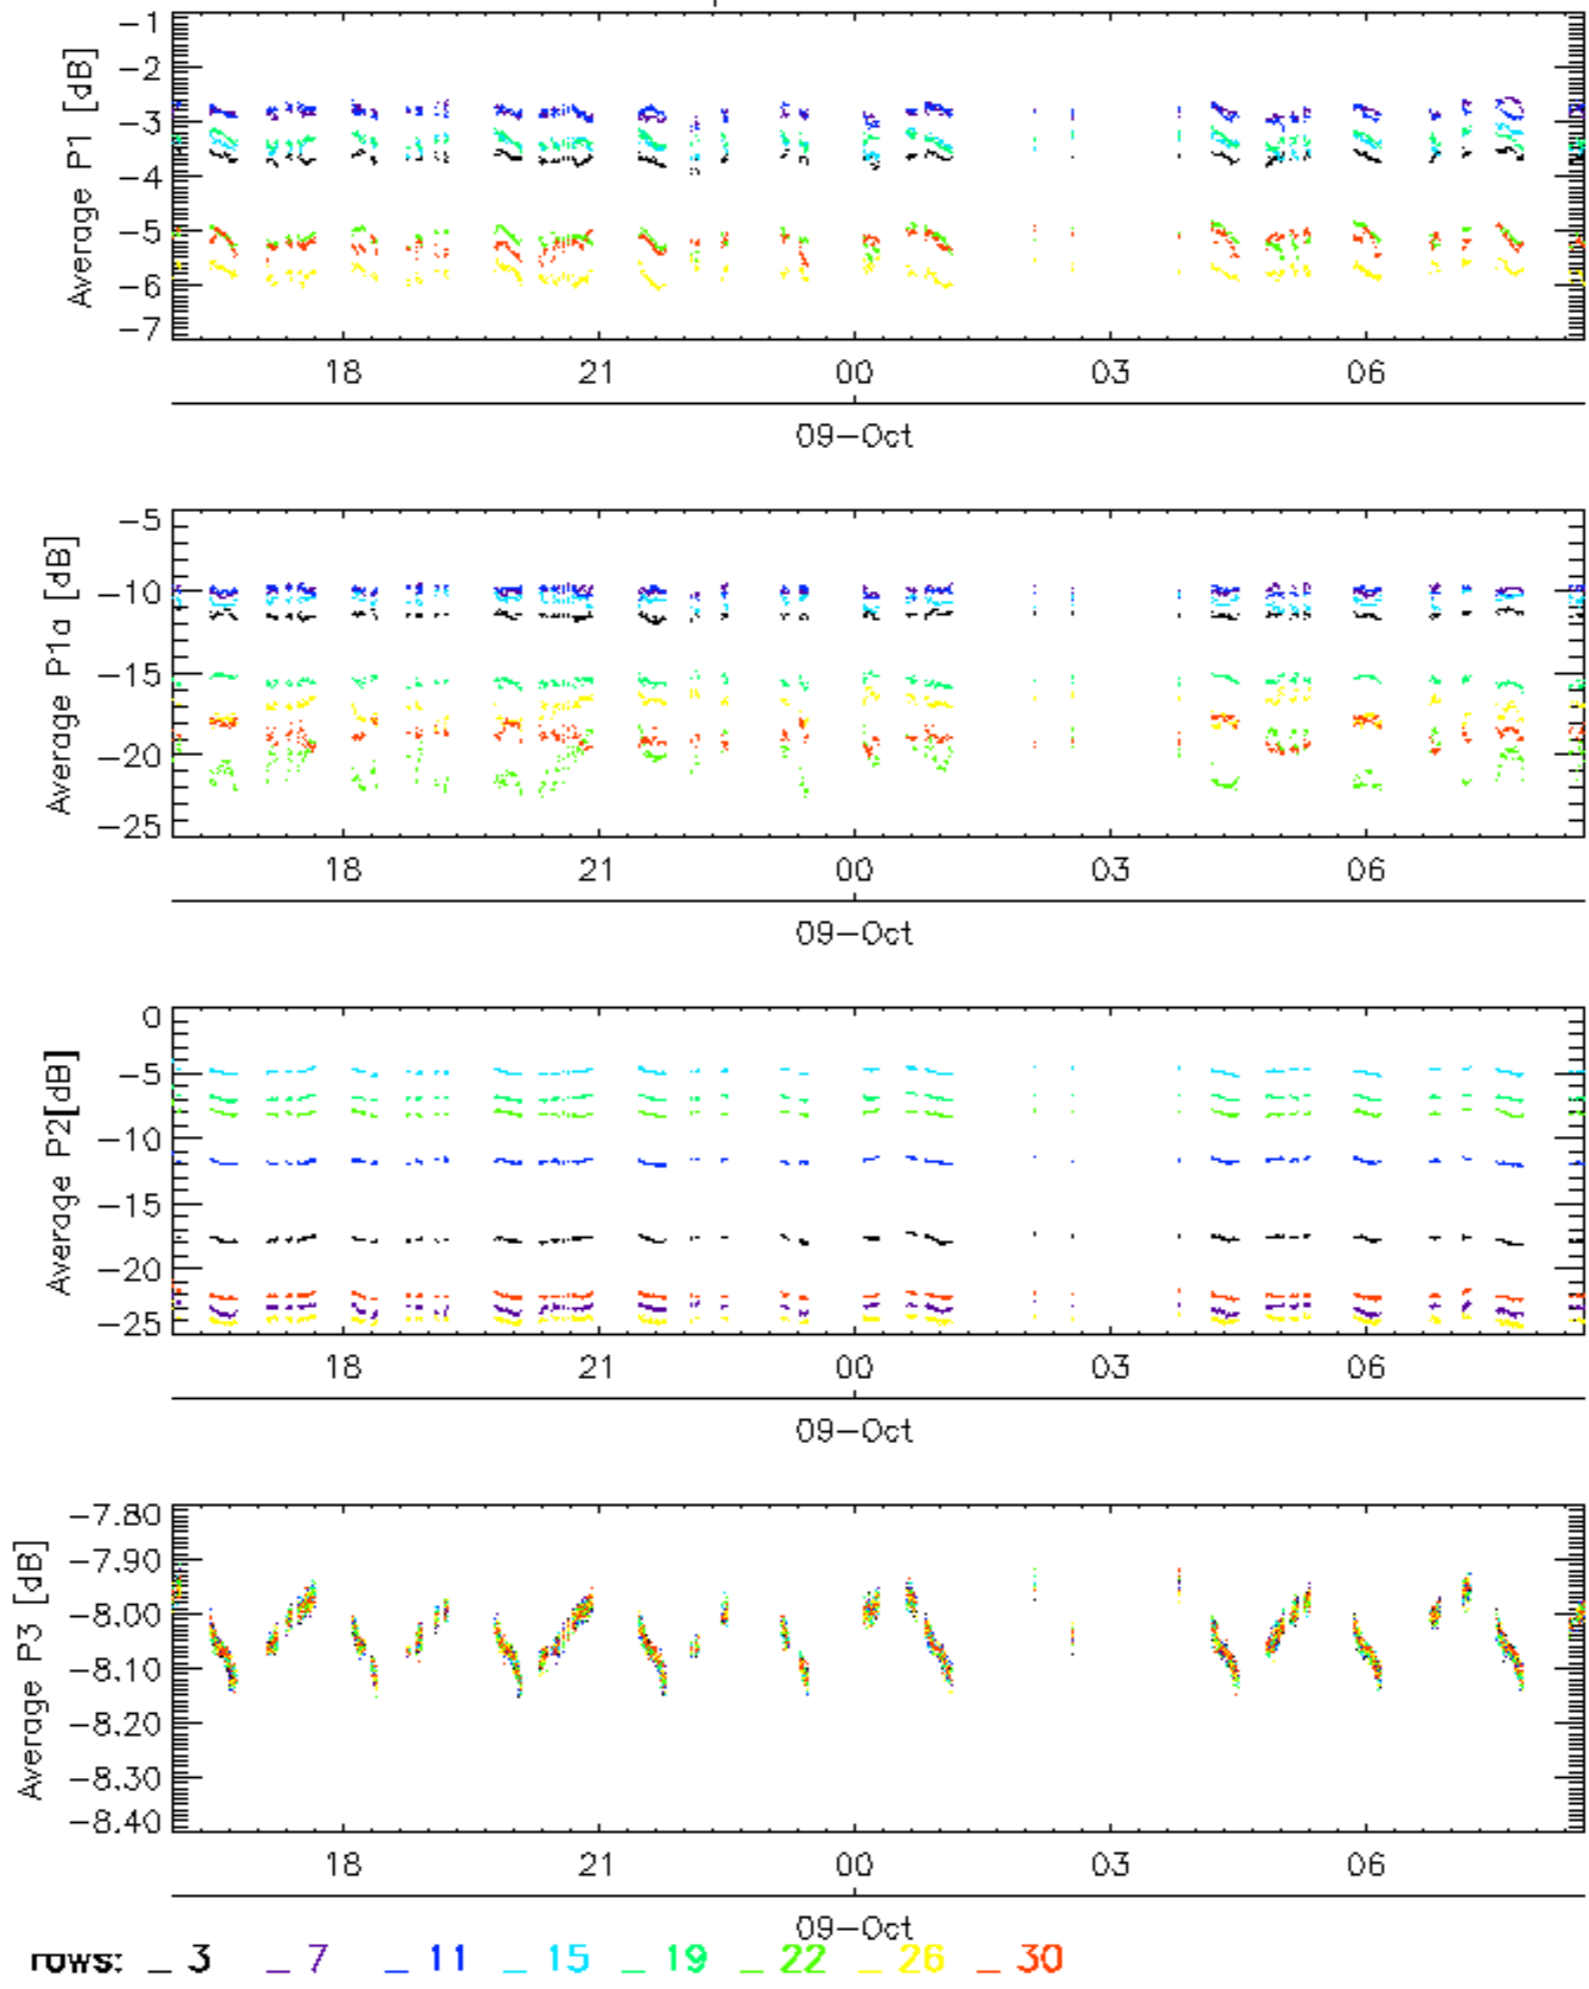 Average P1 [dB]
-1
-2
-3
-4
-5
-6
-7
18 21 00 03 06
09-Oct
Average P1a [dB]
-5
-10
-15
-20
-25
18 21 00 03 06
09-Oct
Average P2[dB]
0
-5
-10
-15
-20
-25
18 21 00 03 06
09-Oct
Average P3 [dB]
-7.80
-7.90
-8.00
-8.10
-8.20
-8.30
-8.40
18 21 00 03 06
09-Oct
rows: _ 3 _ 7 _ 11 _ 15 _ 19 _ 22 _ 26 _ 30